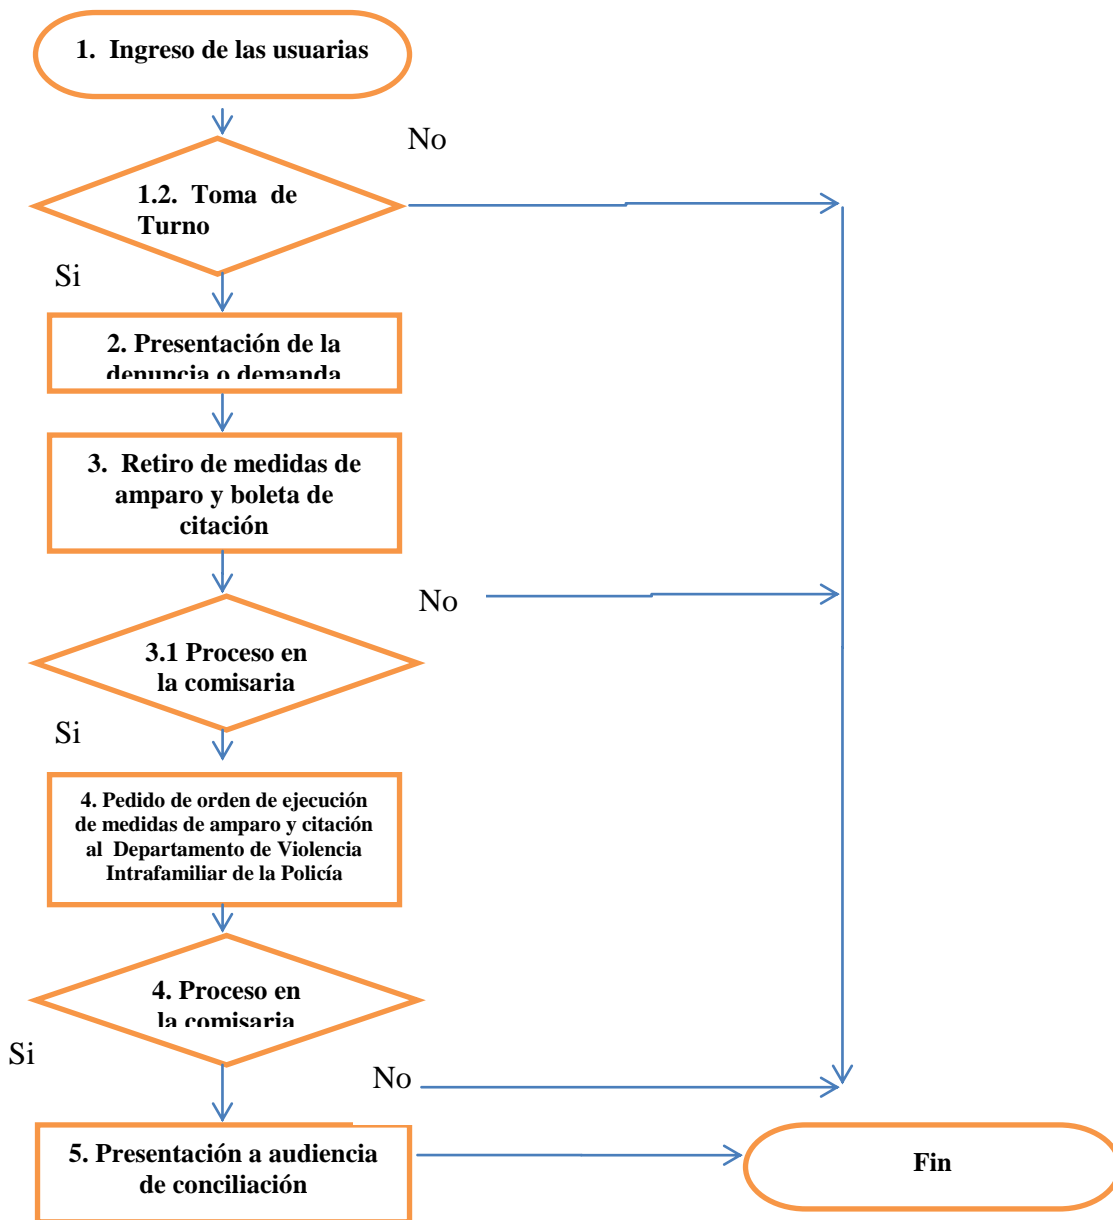 1. Ingreso de las usuarias
No
1.2. Toma de
Turno
Si
2. Presentación de la
denuncia o demanda
3. Retiro de medidas de
amparo y boleta de
citación
No
3.1 Proceso en
la comisaria
Si
4. Pedido de orden de ejecución
de medidas de amparo y citación
al Departamento de Violencia
Intrafamiliar de la Policía
4. Proceso en
la comisaria
Si
No
5. Presentación a audiencia
de conciliación
Fin